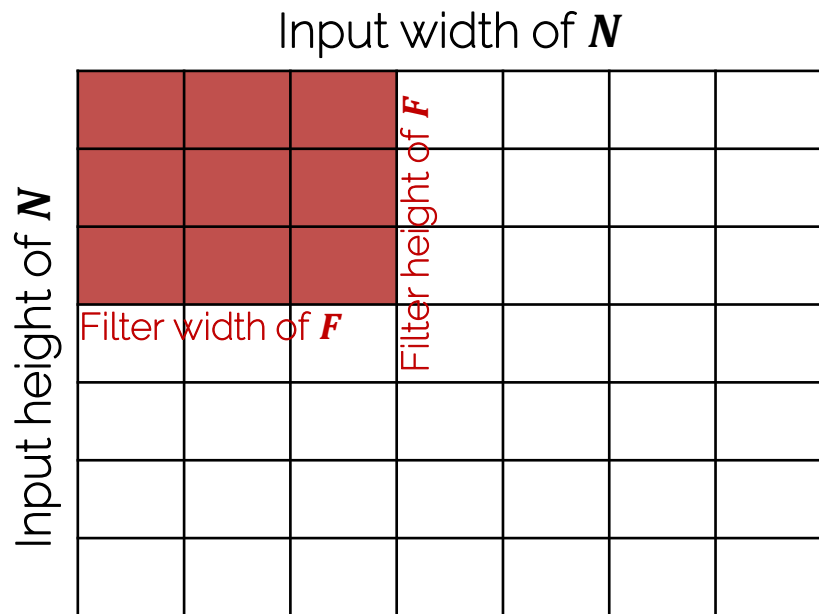 Input width of N
Input height of N
Filter height of F
Filter width of F